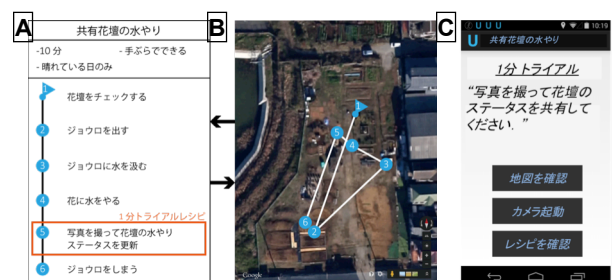 A
共有花壇の水やり
-10 分 - 手ぶらでできる
- 晴れている日のみ
1
花壇をチェックする
2
ジョウロを出す
3
ジョウロに水を汲む
4
花に水をやる
1分トライアルレシピ
5
写真を撮って花壇の水やり
ステータスを更新
6
ジョウロをしまう
B
1
5
4
3
6
2
Google
C
U U U
10:19
U 共有花壇の水やり
1分 トライアル
“写真を撮って花壇の
ステータスを共有して
ください. ”
地図を確認
カメラ起動
レシピを確認